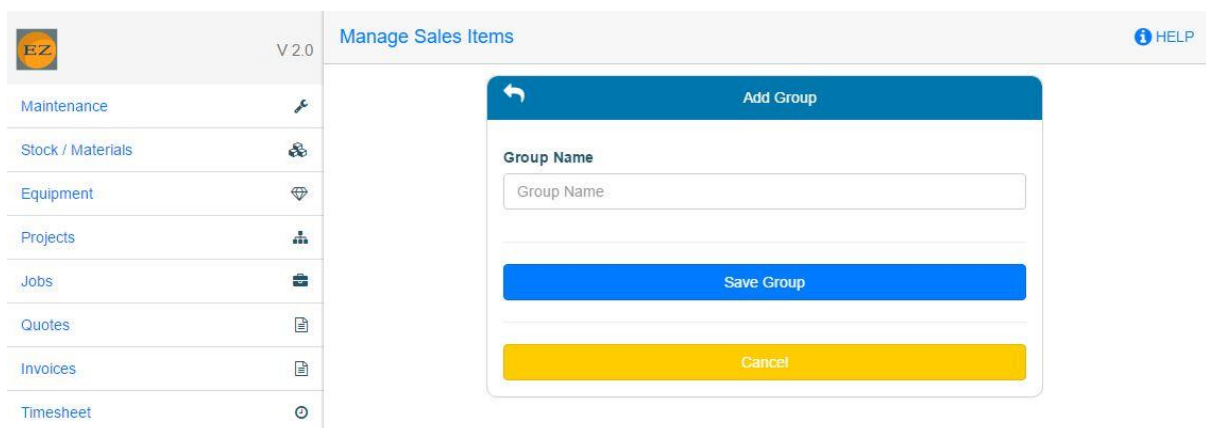 EZ
V 2.0
Manage Sales Items
HELP
Maintenance
Stock / Materials
Equipment
Projects
Jobs
Quotes
Invoices
Timesheet
Add Group
Group Name
Group Name
Save Group
Cancel